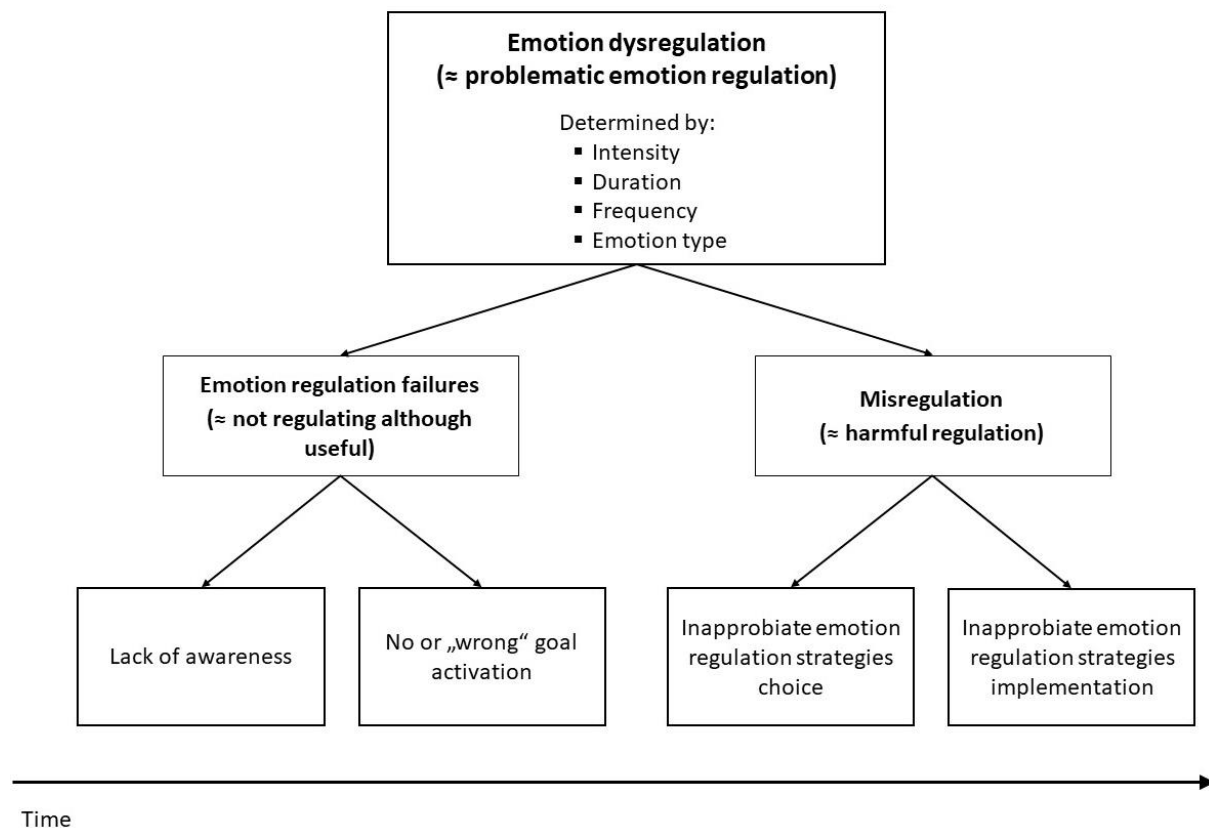 Emotion dysregulation
(≈ problematic emotion regulation)
Determined by:
▪ Intensity
▪ Duration
▪ Frequency
▪ Emotion type
Emotion regulation failures
(≈ not regulating although
useful)
Misregulation
(≈ harmful regulation)
Lack of awareness
No or „wrong“ goal
activation
Inapprobiate emotion
regulation strategies
choice
Inapprobiate emotion
regulation strategies
implementation
Time